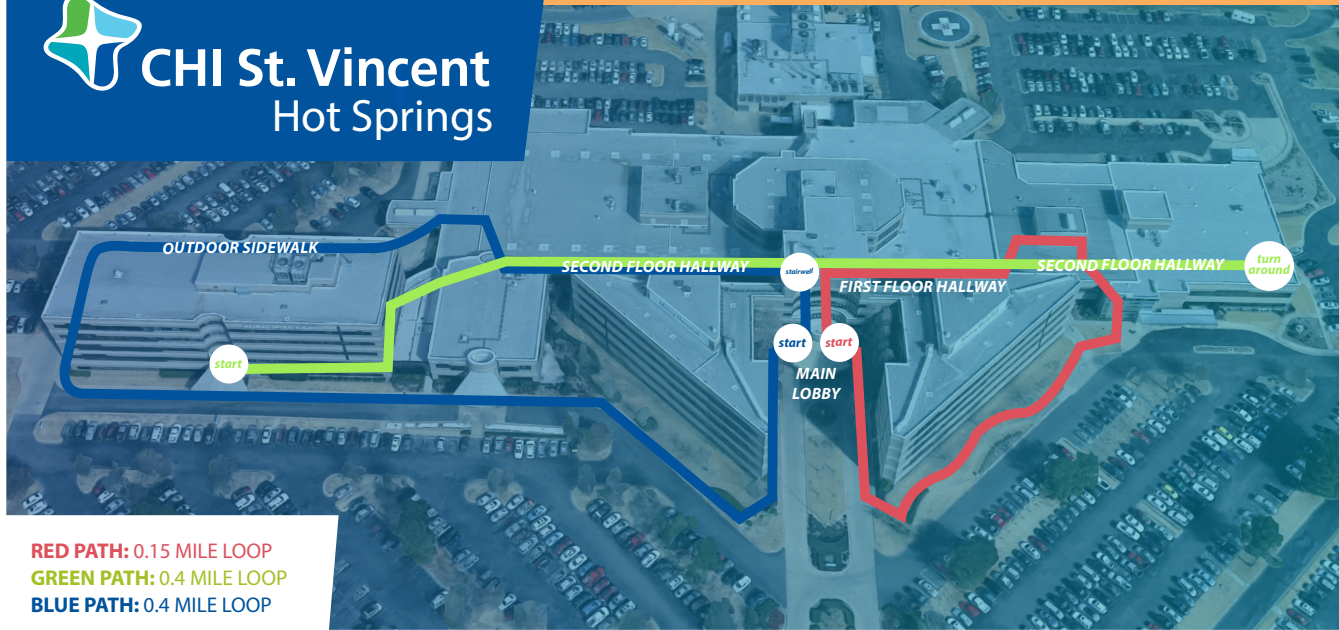 CHI St. Vincent
Hot Springs
OUTDOOR SIDEWALK
SECOND FLOOR HALLWAY
stairwell
SECOND FLOOR HALLWAY
turn
around
FIRST FLOOR HALLWAY
start
start
start
MAIN
LOBBY
RED PATH: 0.15 MILE LOOP
GREEN PATH: 0.4 MILE LOOP
BLUE PATH: 0.4 MILE LOOP